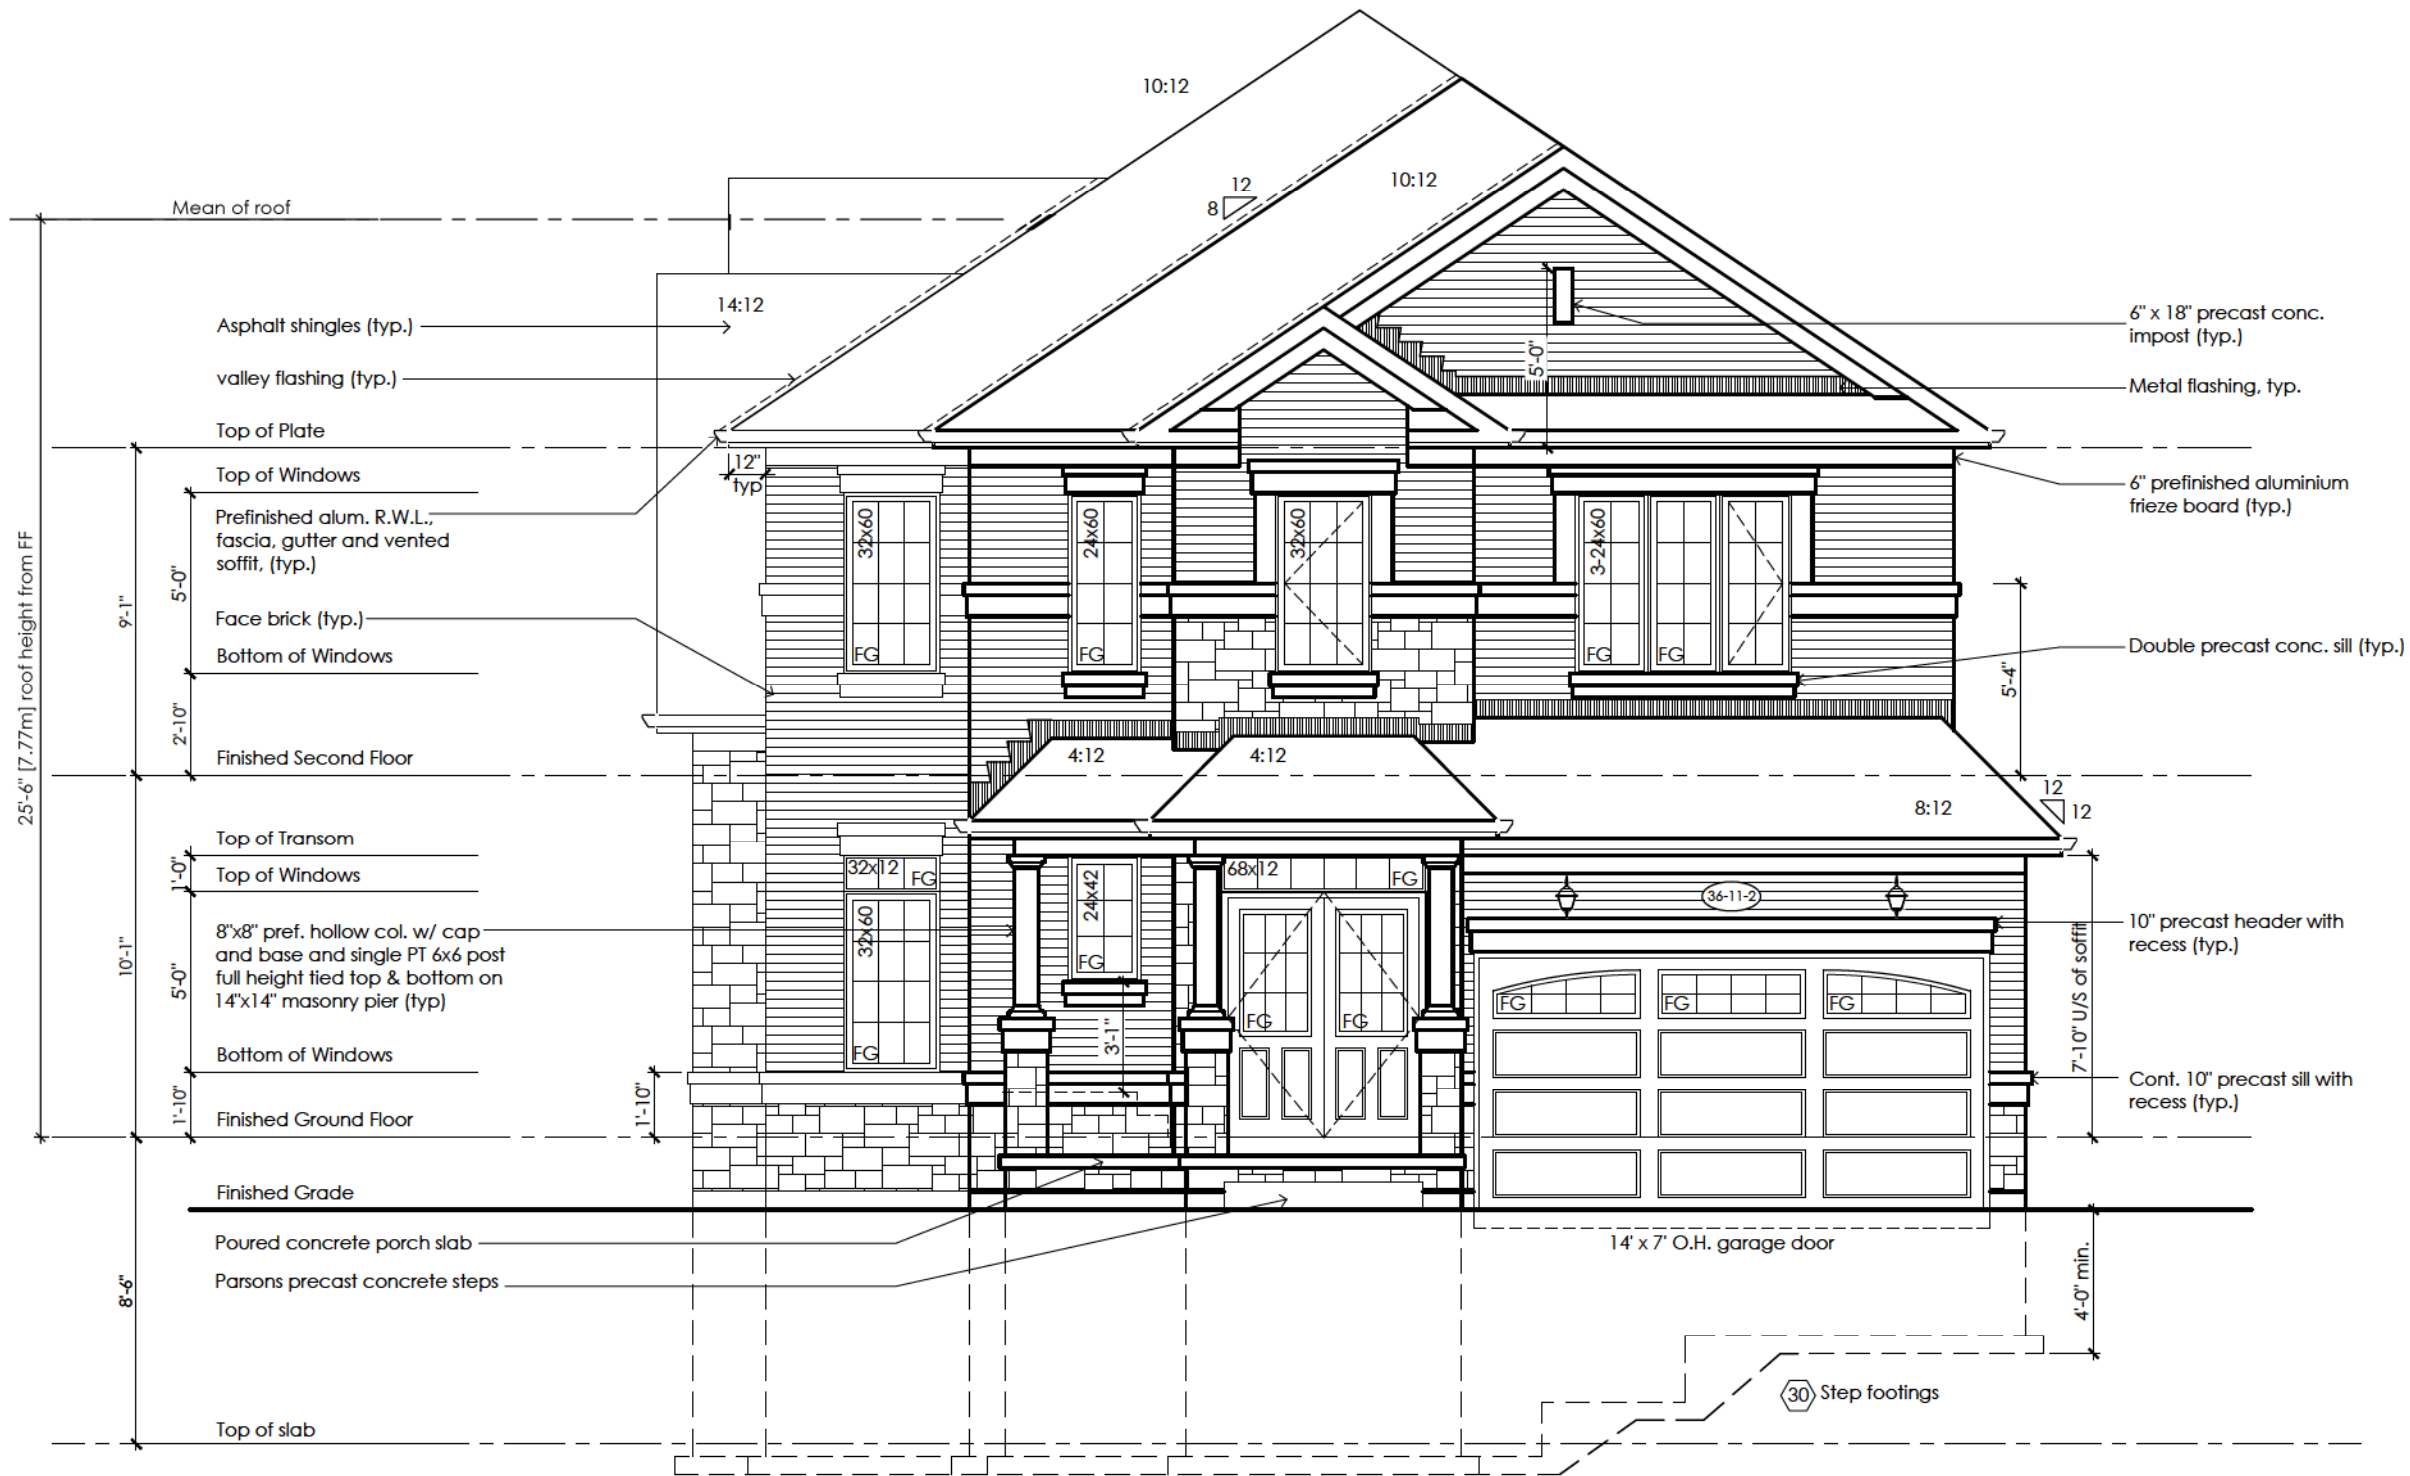 10:12
12
8
10:12
Mean of roof
14:12
Asphalt shingles (typ.)
valley flashing (typ.)
Top of Plate
12"
typ
Top of Windows
Prefinished alum. R.W.L.,
fascia, gutter and vented
soffit, (typ.)
Face brick (typ.)
Bottom of Windows
Finished Second Floor
Top of Transom
Top of Windows
8"x8" pref. hollow col. w/ cap
and base and single PT 6x6 post
full height tied top & bottom on
14"x14" masonry pier (typ)
Bottom of Windows
Finished Ground Floor
Finished Grade
Poured concrete porch slab
Parsons precast concrete steps
Top of slab
25'-6" [7.77m] roof height from FF
9'-1"
10'-1"
8'-6"
5'-0"
2'-10"
1'-0"
5'-0"
1'-10"
1'-10"
5'-0"
32x60
FG
24x60
FG
32x60
3-24x60
FG
FG
4:12
4:12
8:12
12
12
32x12
FG
32x60
FG
24x42
FG
3'-1"
68x12
FG
FG
FG
36-11-2
FG
FG
FG
14' x 7' O.H. garage door
6" x 18" precast conc.
impost (typ.)
Metal flashing, typ.
6" prefinished aluminium
frieze board (typ.)
Double precast conc. sill (typ.)
5'-4"
10" precast header with
recess (typ.)
7'-10" U/S of soffit
Cont. 10" precast sill with
recess (typ.)
4'-0" min.
30
Step footings